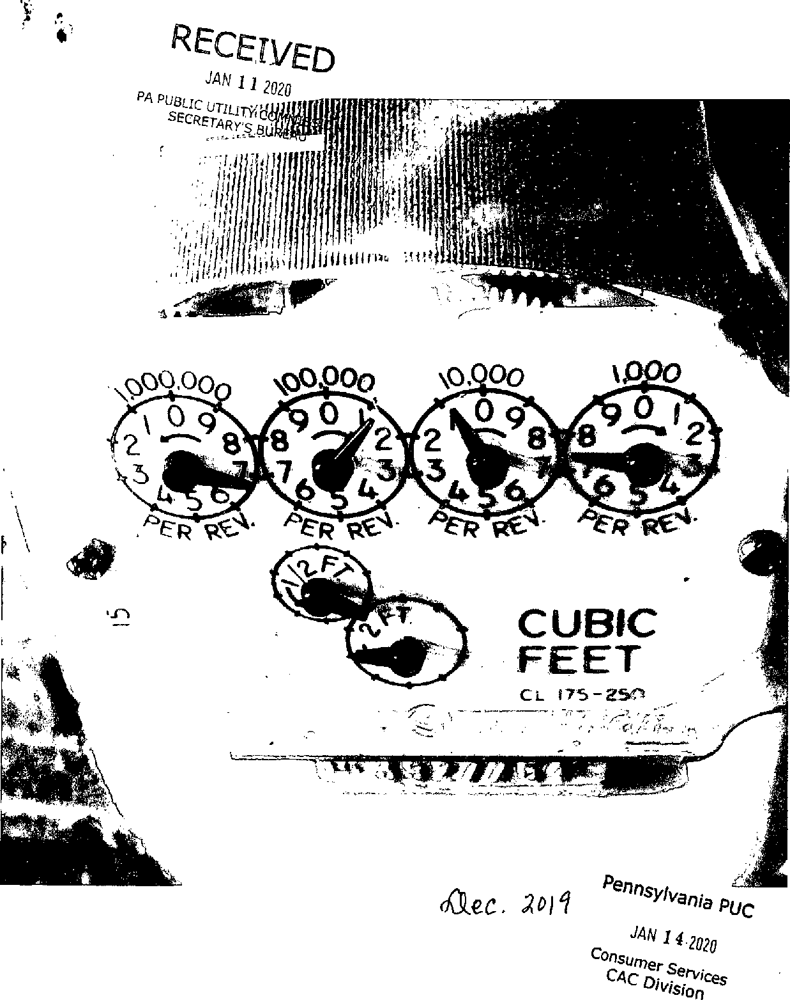 RECEIVED
JAN 11 2020
PA PUBLIC UTILITY COMMISSION
SECRETARY'S BUREAU
1,000,000 100,000 10,000 1,000
1 0 9 9 0 1 1 0 9 9 0 1
2 8 8 2 2 8 8 2
3 7 7 3 3 7 7 3
4 5 6 6 5 4 4 5 6 6 5 4
PER REV. PER REV. PER REV. PER REV.
1/2 FT.
2 FT.
15
CUBIC
FEET
CL 175-250
Dec. 2019
Pennsylvania PUC
JAN 14 2020
Consumer Services
CAC Division